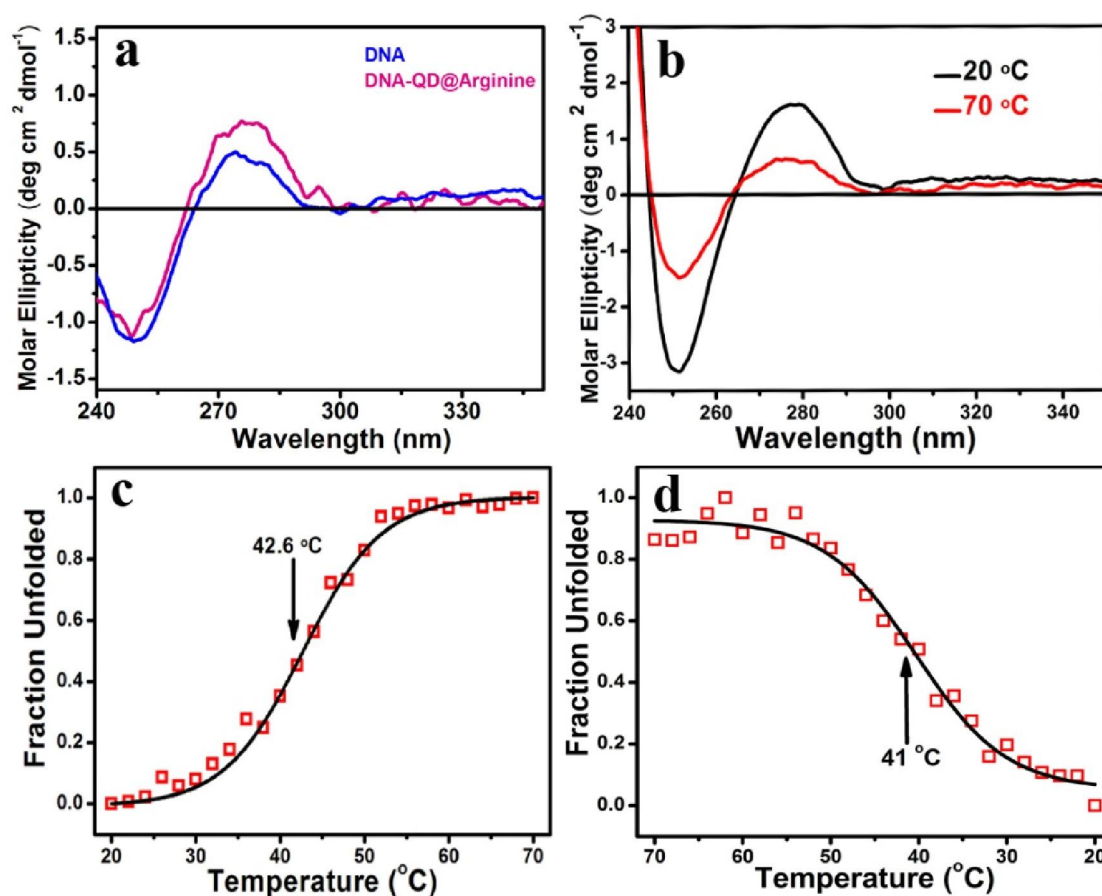 a
DNA
DNA-QD@Arginine
Molar Ellipticity (deg cm² dmol⁻¹)
1.5
1.0
0.5
0.0
-0.5
-1.0
-1.5
240
270
300
330
Wavelength (nm)
b
20 °C
70 °C
Molar Ellipticity (deg cm² dmol⁻¹)
3
2
1
0
-1
-2
-3
240
260
280
300
320
340
Wavelength (nm)
c
42.6 °C
Fraction Unfolded
1.0
0.8
0.6
0.4
0.2
0.0
20
30
40
50
60
70
Temperature (°C)
d
41 °C
Fraction Unfolded
1.0
0.8
0.6
0.4
0.2
0.0
70
60
50
40
30
20
Temperature (°C)